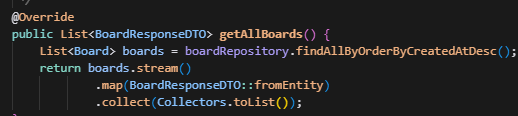 @Override
public List<BoardResponseDTO> getAllBoards() {
    List<Board> boards = boardRepository.findAllByOrderByCreatedAtDesc();
    return boards.stream()
            .map(BoardResponseDTO::fromEntity)
            .collect(Collectors.toList());